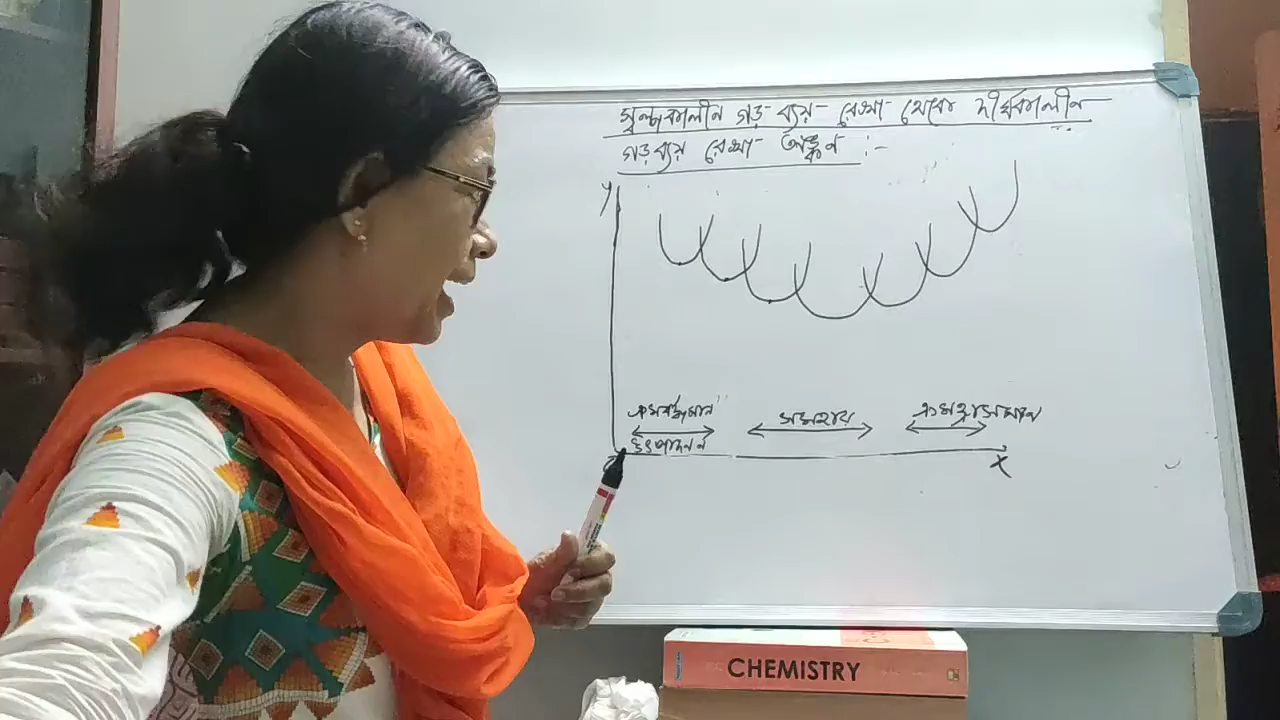 স্বল্পকালীন গড় ব্যয় রেখা থেকে দীর্ঘকালীন
গড় ব্যয় রেখা অঙ্কন :-
y
ক্রমবর্ধমান
উৎপাদন
সমহার
ক্রমহ্রাসমান
x
CHEMISTRY